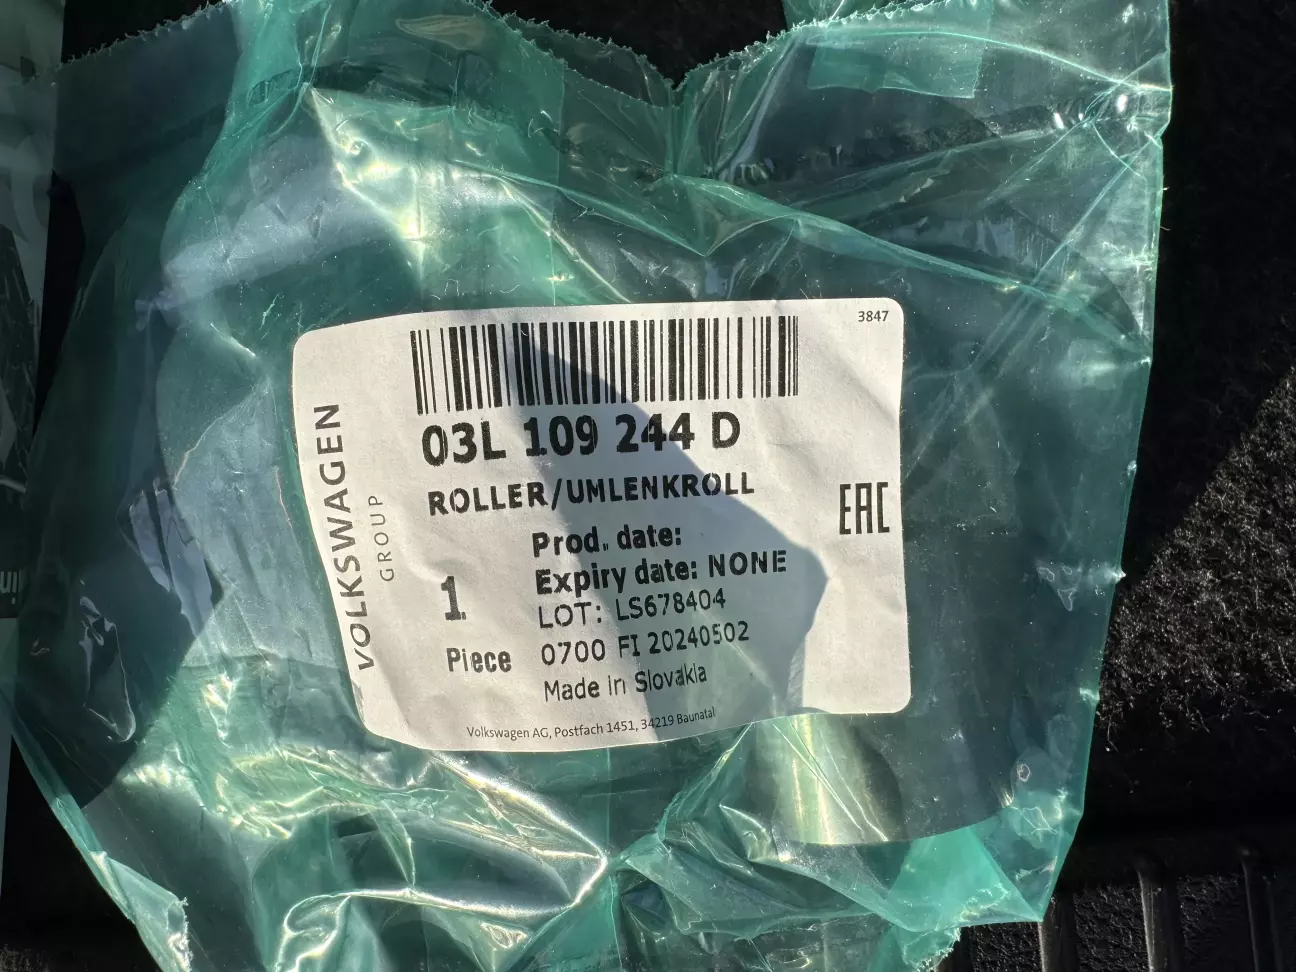 3847
03L 109 244 D
ROLLER/UMLENKROLL
EAC
VOLKSWAGEN
GROUP
Prod. date:
Expiry date: NONE
1
LOT: LS678404
Piece
0700 FI 20240502
Made in Slovakia
Volkswagen AG, Postfach 1451, 34219 Baunatal